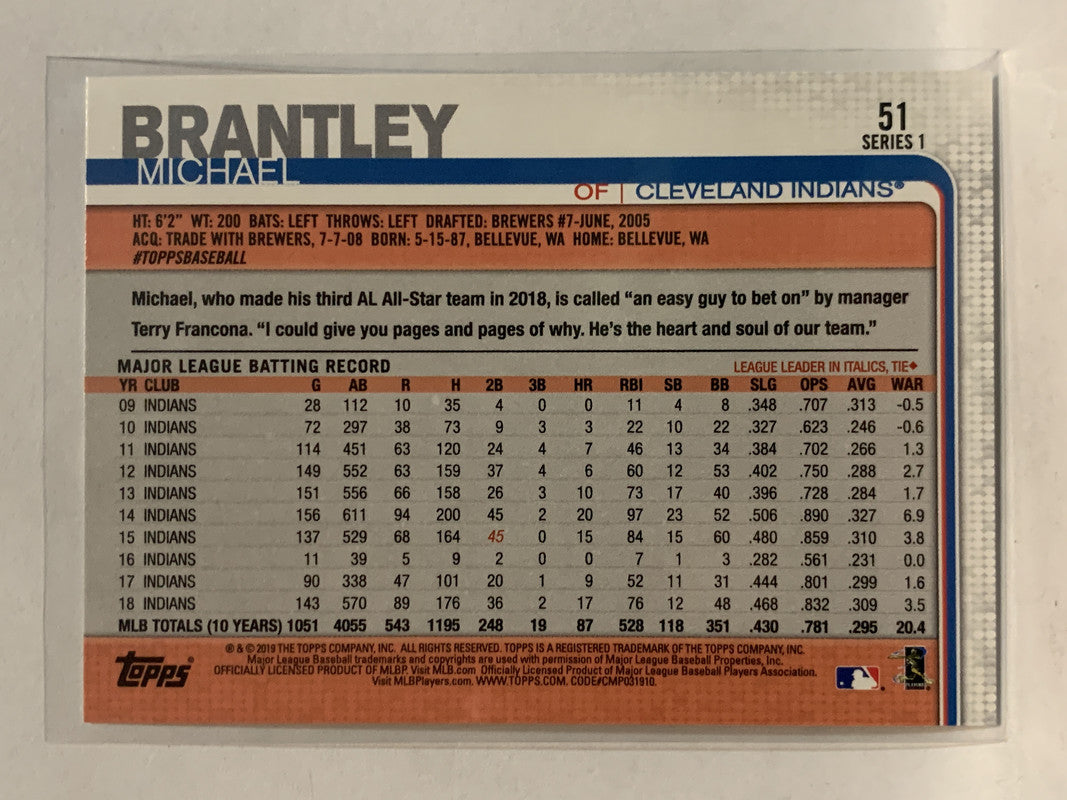 BRANTLEY
51
SERIES 1
MICHAEL
OF | CLEVELAND INDIANS®
HT: 6'2" WT: 200 BATS: LEFT THROWS: LEFT DRAFTED: BREWERS #7-JUNE, 2005
ACQ: TRADE WITH BREWERS, 7-7-08 BORN: 5-15-87, BELLEVUE, WA HOME: BELLEVUE, WA
#TOPPSBASEBALL
Michael, who made his third AL All-Star team in 2018, is called “an easy guy to bet on” by manager
Terry Francona. “I could give you pages and pages of why. He's the heart and soul of our team.”
MAJOR LEAGUE BATTING RECORD LEAGUE LEADER IN ITALICS, TIE♦
YR CLUB G AB R H 2B 3B HR RBI SB BB SLG OPS AVG WAR
09 INDIANS 28 112 10 35 4 0 0 11 4 8 .348 .707 .313 -0.5
10 INDIANS 72 297 38 73 9 3 3 22 10 22 .327 .623 .246 -0.6
11 INDIANS 114 451 63 120 24 4 7 46 13 34 .384 .702 .266 1.3
12 INDIANS 149 552 63 159 37 4 6 60 12 53 .402 .750 .288 2.7
13 INDIANS 151 556 66 158 26 3 10 73 17 40 .396 .728 .284 1.7
14 INDIANS 156 611 94 200 45 2 20 97 23 52 .506 .890 .327 6.9
15 INDIANS 137 529 68 164 45 0 15 84 15 60 .480 .859 .310 3.8
16 INDIANS 11 39 5 9 2 0 0 7 1 3 .282 .561 .231 0.0
17 INDIANS 90 338 47 101 20 1 9 52 11 31 .444 .801 .299 1.6
18 INDIANS 143 570 89 176 36 2 17 76 12 48 .468 .832 .309 3.5
MLB TOTALS (10 YEARS) 1051 4055 543 1195 248 19 87 528 118 351 .430 .781 .295 20.4
® & © 2019 THE TOPPS COMPANY, INC. ALL RIGHTS RESERVED. TOPPS IS A REGISTERED TRADEMARK OF THE TOPPS COMPANY, INC.
Major League Baseball trademarks and copyrights are used with permission of Major League Baseball Properties, Inc.
OFFICIALLY LICENSED PRODUCT OF MLBP Visit MLB.com Officially Licensed Product of Major League Baseball Players Association.
Visit MLBPlayers.com. WWW.TOPPS.COM. CODE#CMP031910.
Topps®